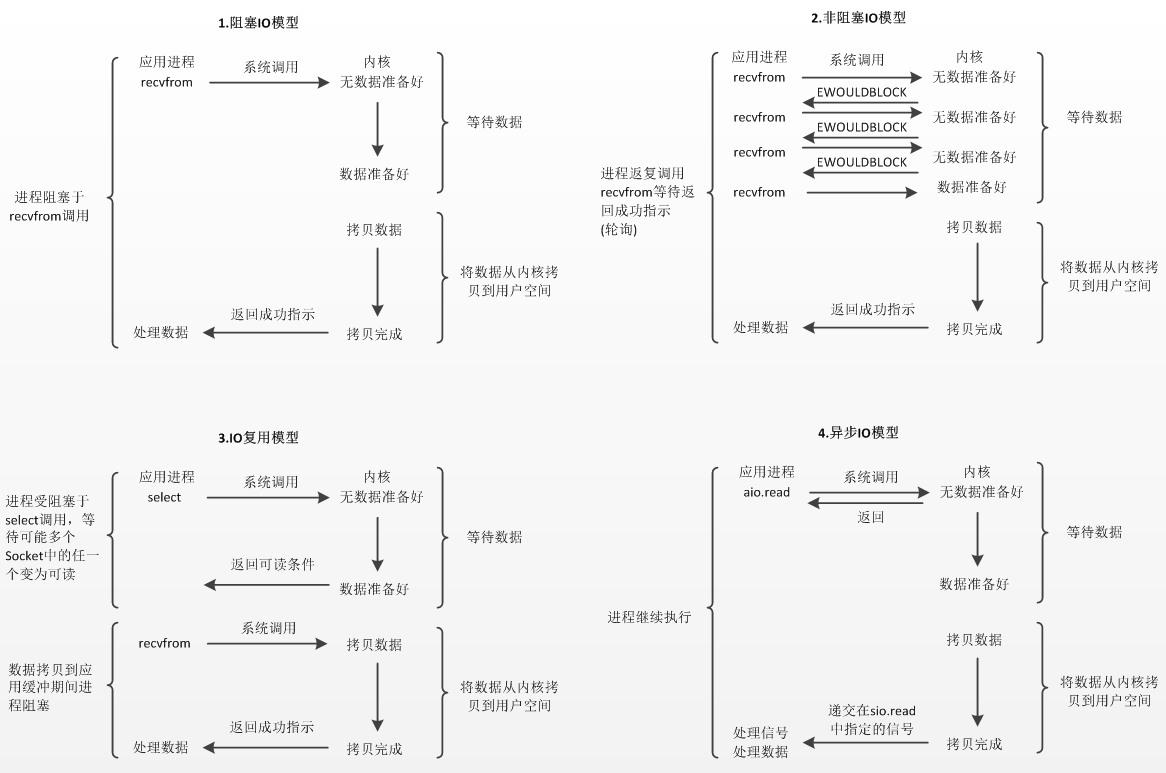 1.阻塞IO模型
应用进程
recvfrom
系统调用
内核
无数据准备好
等待数据
数据准备好
进程阻塞于
recvfrom调用
拷贝数据
将数据从内核拷
贝到用户空间
返回成功指示
处理数据
拷贝完成
2.非阻塞IO模型
应用进程
recvfrom
系统调用
内核
无数据准备好
EWOULDBLOCK
recvfrom
无数据准备好
等待数据
EWOULDBLOCK
recvfrom
无数据准备好
EWOULDBLOCK
recvfrom
数据准备好
进程返复调用
recvfrom等待返
回成功指示
(轮询)
拷贝数据
将数据从内核拷
贝到用户空间
返回成功指示
处理数据
拷贝完成
3.IO复用模型
应用进程
select
系统调用
内核
无数据准备好
进程受阻塞于
select调用，等
待可能多个
Socket中的任一
个变为可读
等待数据
返回可读条件
数据准备好
recvfrom
系统调用
拷贝数据
数据拷贝到应
用缓冲期间进
程阻塞
将数据从内核拷
贝到用户空间
返回成功指示
处理数据
拷贝完成
4.异步IO模型
应用进程
aio.read
系统调用
返回
内核
无数据准备好
等待数据
数据准备好
进程继续执行
拷贝数据
将数据从内核拷
贝到用户空间
递交在sio.read
中指定的信号
处理信号
处理数据
拷贝完成